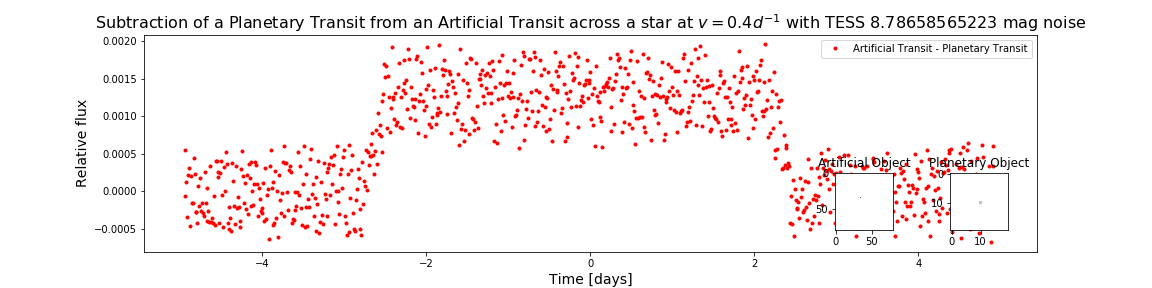 Subtraction of a Planetary Transit from an Artificial Transit across a star at v = 0.4d⁻¹ with TESS 8.78658565223 mag noise
Relative flux
0.0020
0.0015
0.0010
0.0005
0.0000
−0.0005
Artificial Transit - Planetary Transit
Artificial Object
0
50
0 50
Planetary Object
0
10
0 10
−4 −2 0 2 4
Time [days]